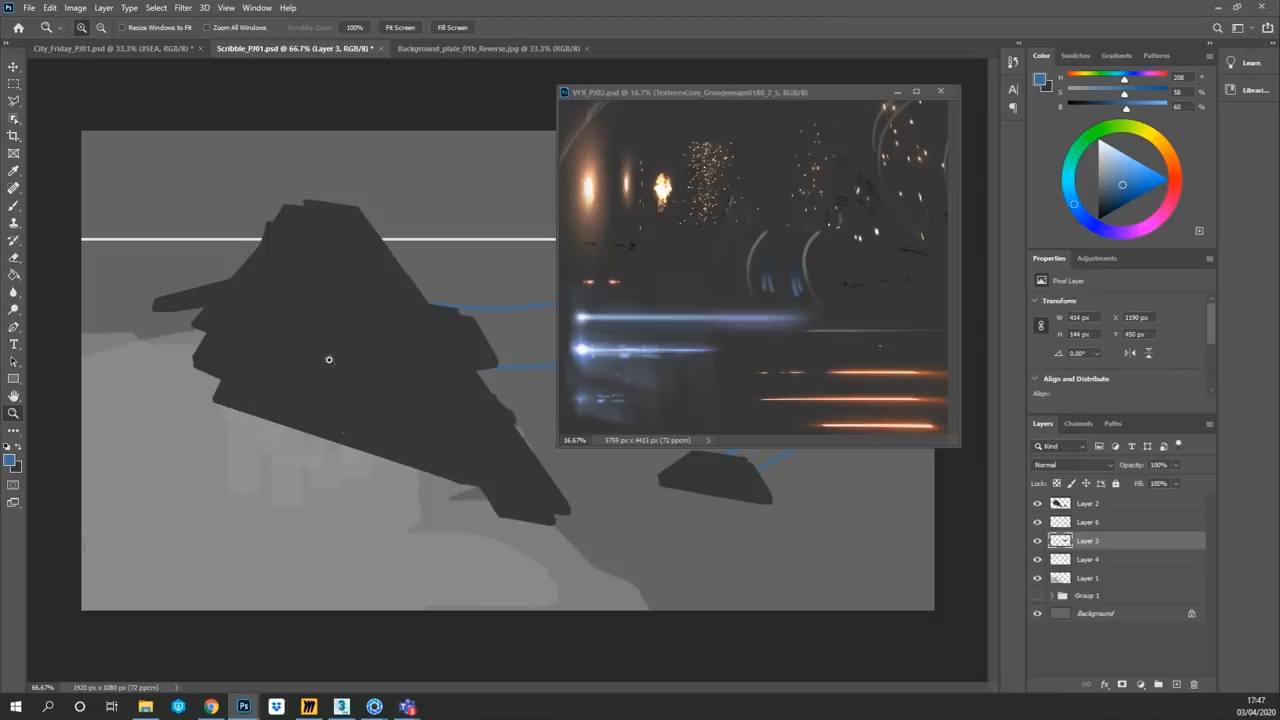 File Edit Image Layer Type Select Filter 3D View Window Help
Resize Windows to Fit Zoom All Windows Scrubby Zoom 100% Fit Screen Fill Screen
City_Friday_PJ01.psd @ 33.3% (#SEA, RGB/8) * Scribble_PJ01.psd @ 66.7% (Layer 3, RGB/8) * Background_plate_01b_Reverse.jpg @ 33.3% (RGB/8)
Color Swatches Gradients Patterns
Learn
H 208 °
S 58 %
B 60 %
Librari...
VFX_PJ02.psd @ 16.7% (TexturesCom_Grungemaps0180_2_S, RGB/8)
Properties Adjustments
Pixel Layer
Transform
W 414 px X 1190 px
H 144 px Y 450 px
0.00°
Align and Distribute
Align:
Layers Channels Paths
16.67% 5759 px x 4413 px (72 ppcm)
Kind
Normal Opacity: 100%
Lock: Fill: 100%
Layer 2
Layer 6
Layer 3
Layer 4
Layer 1
Group 1
Background
66.67% 1920 px x 1080 px (72 ppcm)
17:47
03/04/2020